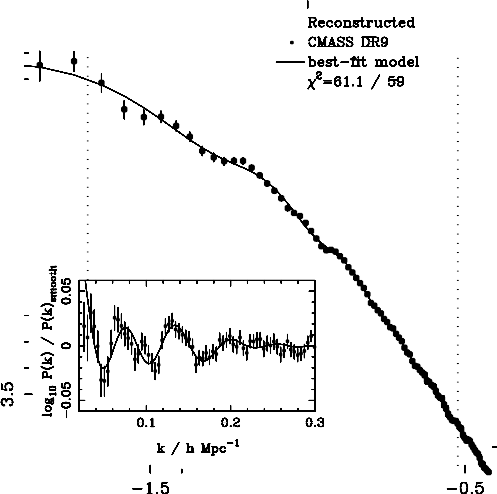 Reconstructed
CMASS DR9
best-fit model
χ²=61.1 / 59
0.05
0
-0.05
log₁₀ P(k) / P(k)smooth
3.5
0.1
0.2
0.3
k / h Mpc⁻¹
-1.5
-0.5